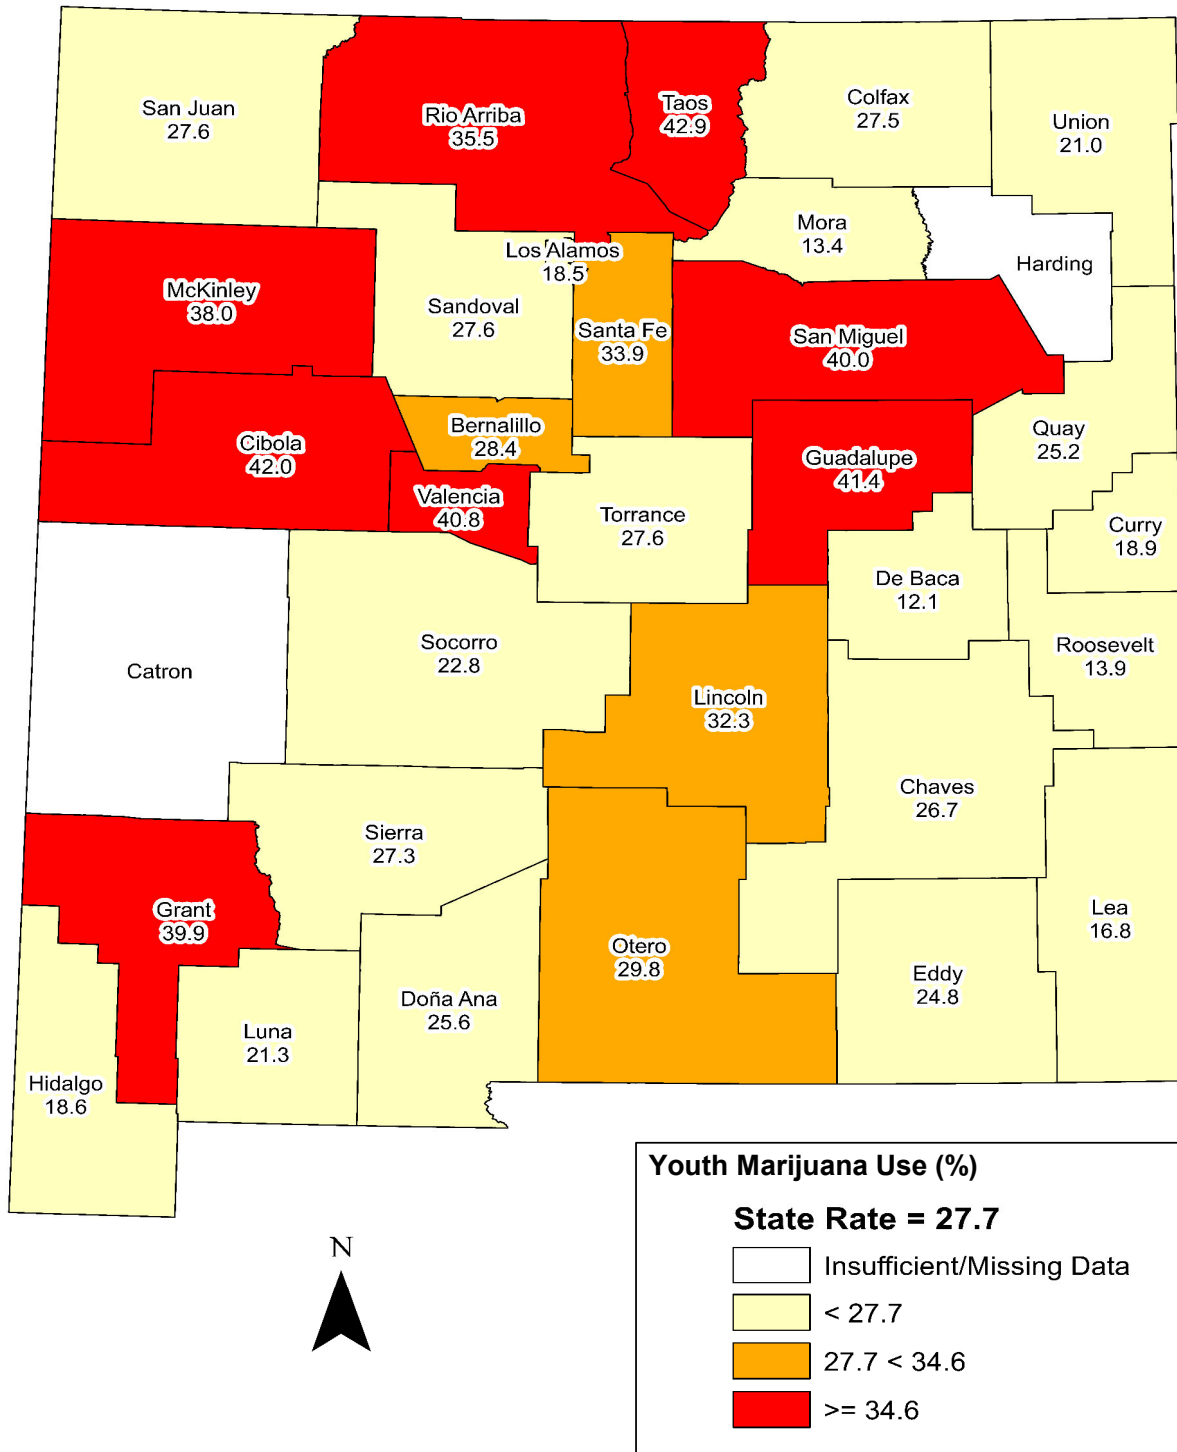 San Juan
27.6
Rio Arriba
35.5
Taos
42.9
Colfax
27.5
Union
21.0
Mora
13.4
Harding
Los Alamos
18.5
McKinley
38.0
Sandoval
27.6
Santa Fe
33.9
San Miguel
40.0
Cibola
42.0
Bernalillo
28.4
Quay
25.2
Guadalupe
41.4
Valencia
40.8
Torrance
27.6
Curry
18.9
De Baca
12.1
Socorro
22.8
Roosevelt
13.9
Catron
Lincoln
32.3
Chaves
26.7
Sierra
27.3
Grant
39.9
Lea
16.8
Otero
29.8
Eddy
24.8
Doña Ana
25.6
Luna
21.3
Hidalgo
18.6
N
Youth Marijuana Use (%)
State Rate = 27.7
Insufficient/Missing Data
< 27.7
27.7 < 34.6
>= 34.6